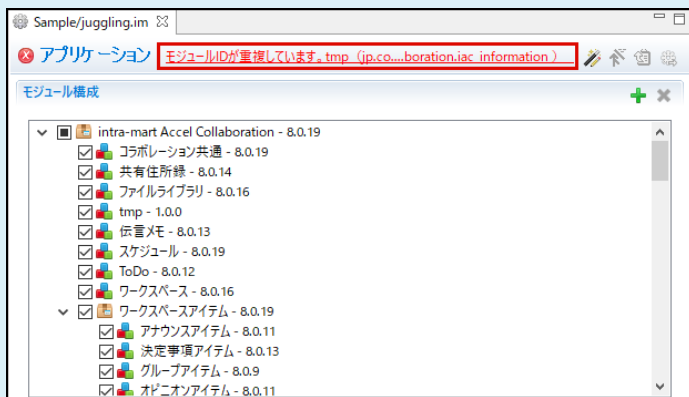 Sample/juggling.im
アプリケーション モジュールIDが重複しています。tmp（jp.co....boration.iac_information ）
モジュール構成
intra-mart Accel Collaboration - 8.0.19
コラボレーション共通 - 8.0.19
共有住所録 - 8.0.14
ファイルライブラリ - 8.0.16
tmp - 1.0.0
伝言メモ - 8.0.13
スケジュール - 8.0.19
ToDo - 8.0.12
ワークスペース - 8.0.16
ワークスペースアイテム - 8.0.19
アナウンスアイテム - 8.0.11
決定事項アイテム - 8.0.13
グループアイテム - 8.0.9
オピニオンアイテム - 8.0.11